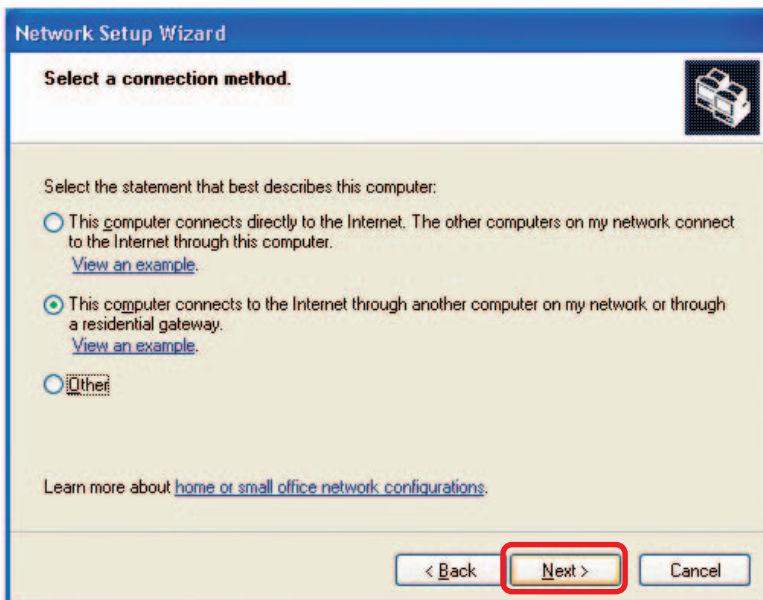 Network Setup Wizard
Select a connection method.
Select the statement that best describes this computer:
This computer connects directly to the Internet. The other computers on my network connect
to the Internet through this computer.
View an example.
This computer connects to the Internet through another computer on my network or through
a residential gateway.
View an example.
Other
Learn more about home or small office network configurations.
< Back
Next >
Cancel